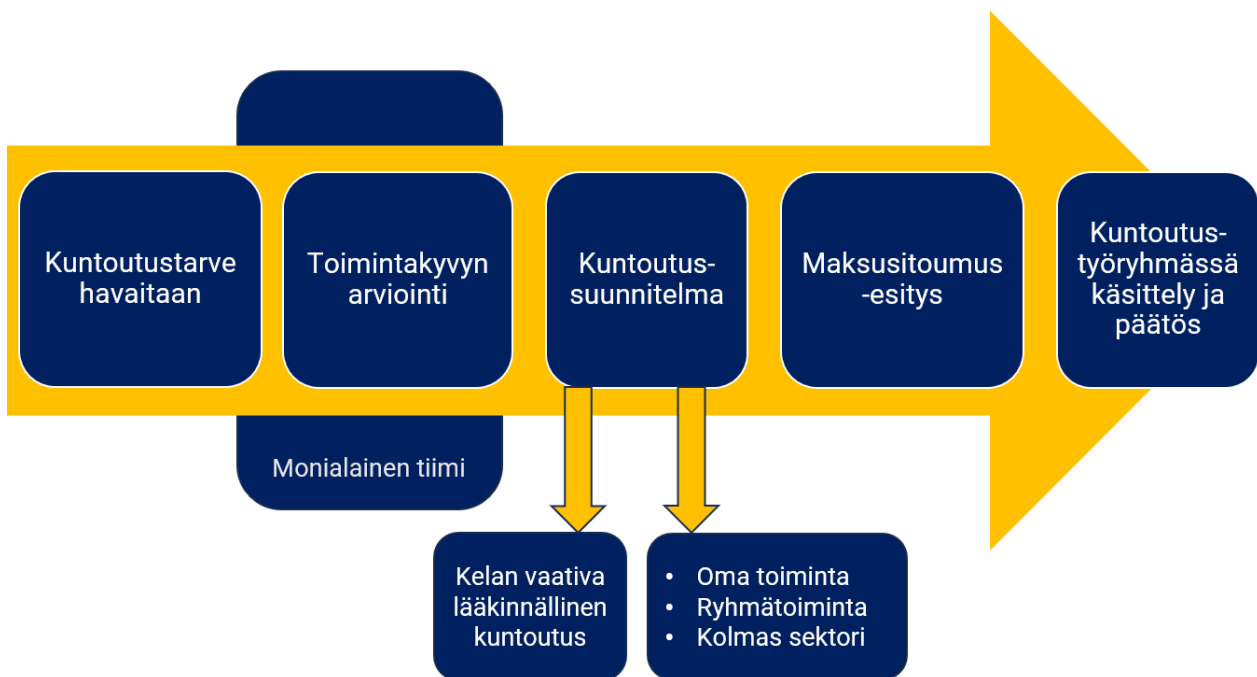 Kuntoutustarve
havaitaan
Toimintakyvyn
arviointi
Kuntoutus-
suunnitelma
Maksusitoumus
-esitys
Kuntoutus-
työryhmässä
käsittely ja
päätös
Monialainen tiimi
Kelan vaativa
lääkinnällinen
kuntoutus
• Oma toiminta
• Ryhmätoiminta
• Kolmas sektori